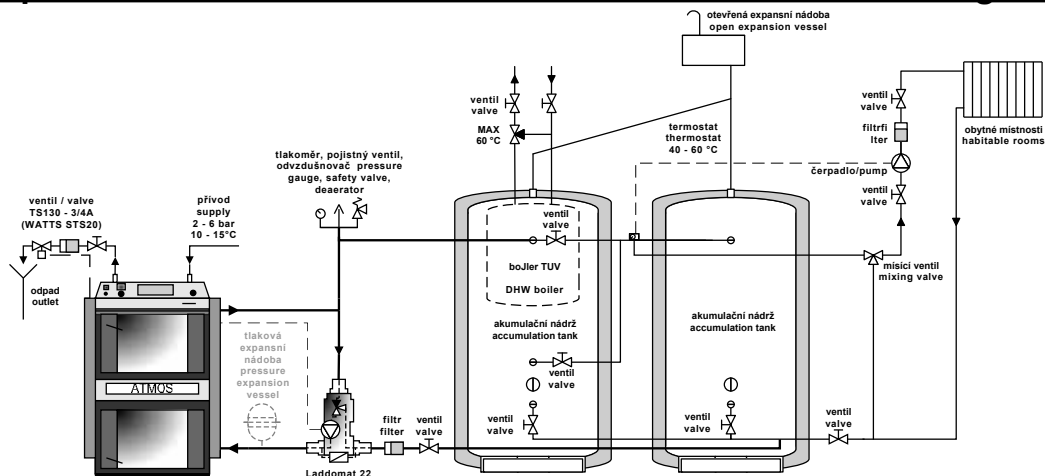 otevřená expansní nádoba
open expansion vessel
ventil
valve
MAX
60 °C
termostat
thermostat
40 - 60 °C
ventil
valve
filtrfi
lter
čerpadlo/pump
ventil
valve
obytné místnosti
habitable rooms
tlakoměr, pojistný ventil,
odvzdušnovač pressure
gauge, safety valve,
deaerator
ventil / valve
TS130 - 3/4A
(WATTS STS20)
přívod
supply
2 - 6 bar
10 - 15°C
odpad
outlet
ventil
valve
bojler TUV
DHW boiler
mísící ventil
mixing valve
akumulační nádrž
accumulation tank
akumulační nádrž
accumulation tank
tlaková
expansní
nádoba
pressure
expansion
vessel
ATMOS
ventil
valve
filtr
filter
ventil
valve
ventil
valve
ventil
valve
ventil
valve
Laddomat 22